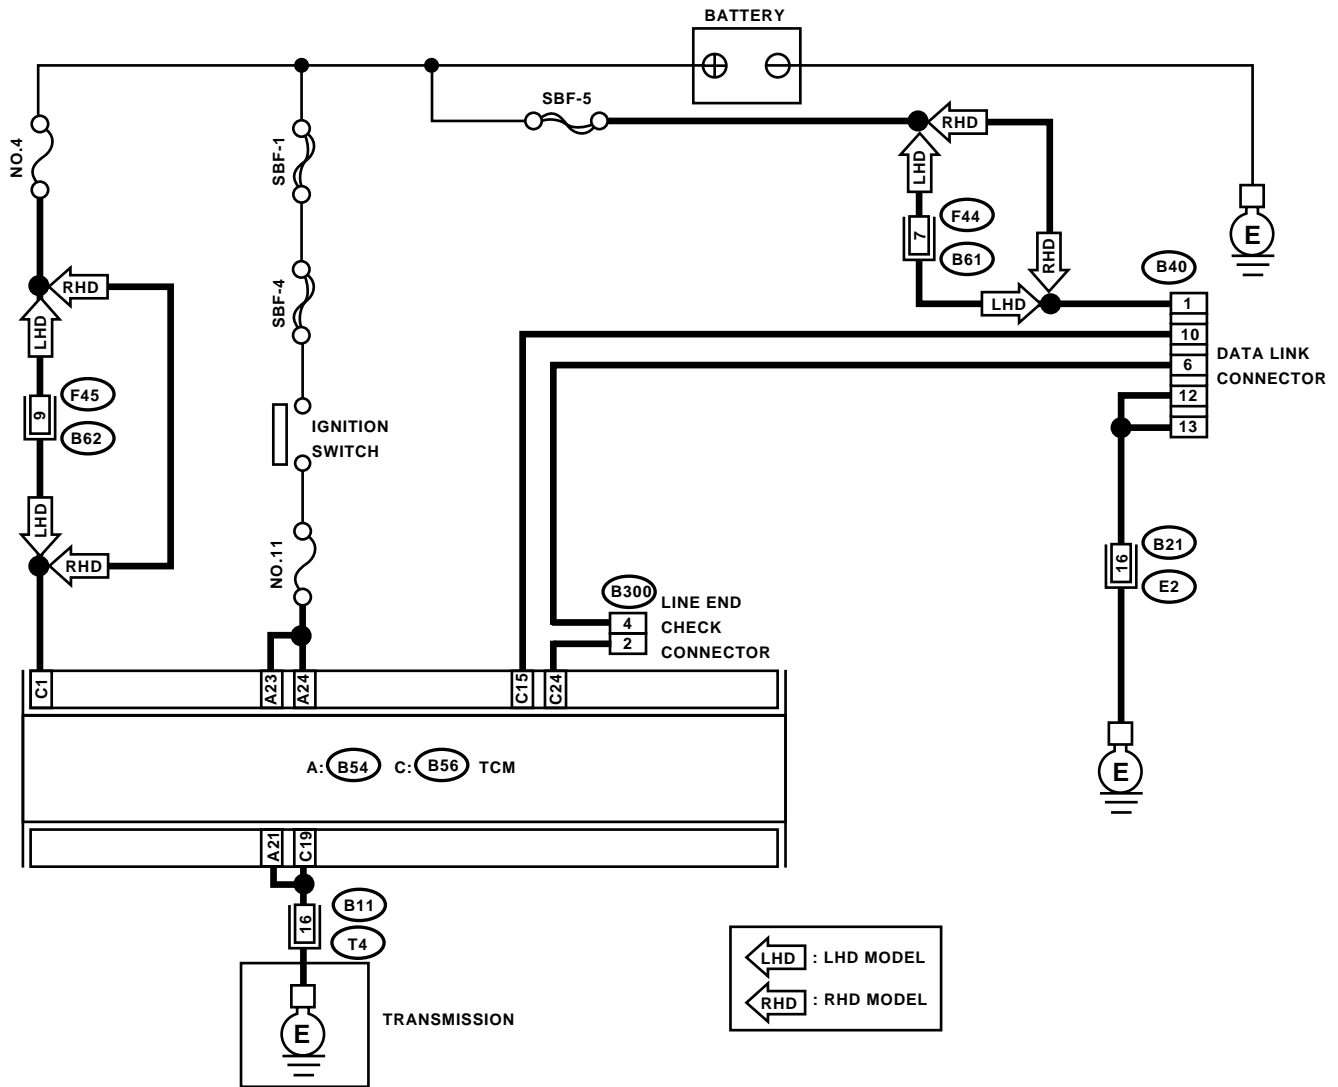 BATTERY
SBF-5
RHD
NO.4
SBF-1
LHD
F44
7
B61
E
RHD
B40
RHD
SBF-4
LHD
1
LHD
10
DATA LINK
CONNECTOR
6
12
13
F45
9
B62
IGNITION
SWITCH
LHD
RHD
NO.11
B21
16
E2
B300
LINE END
CHECK
CONNECTOR
4
2
C1
A23
A24
C15
C24
A: B54 C: B56 TCM
E
A21
C19
B11
16
T4
LHD : LHD MODEL
RHD : RHD MODEL
E
TRANSMISSION